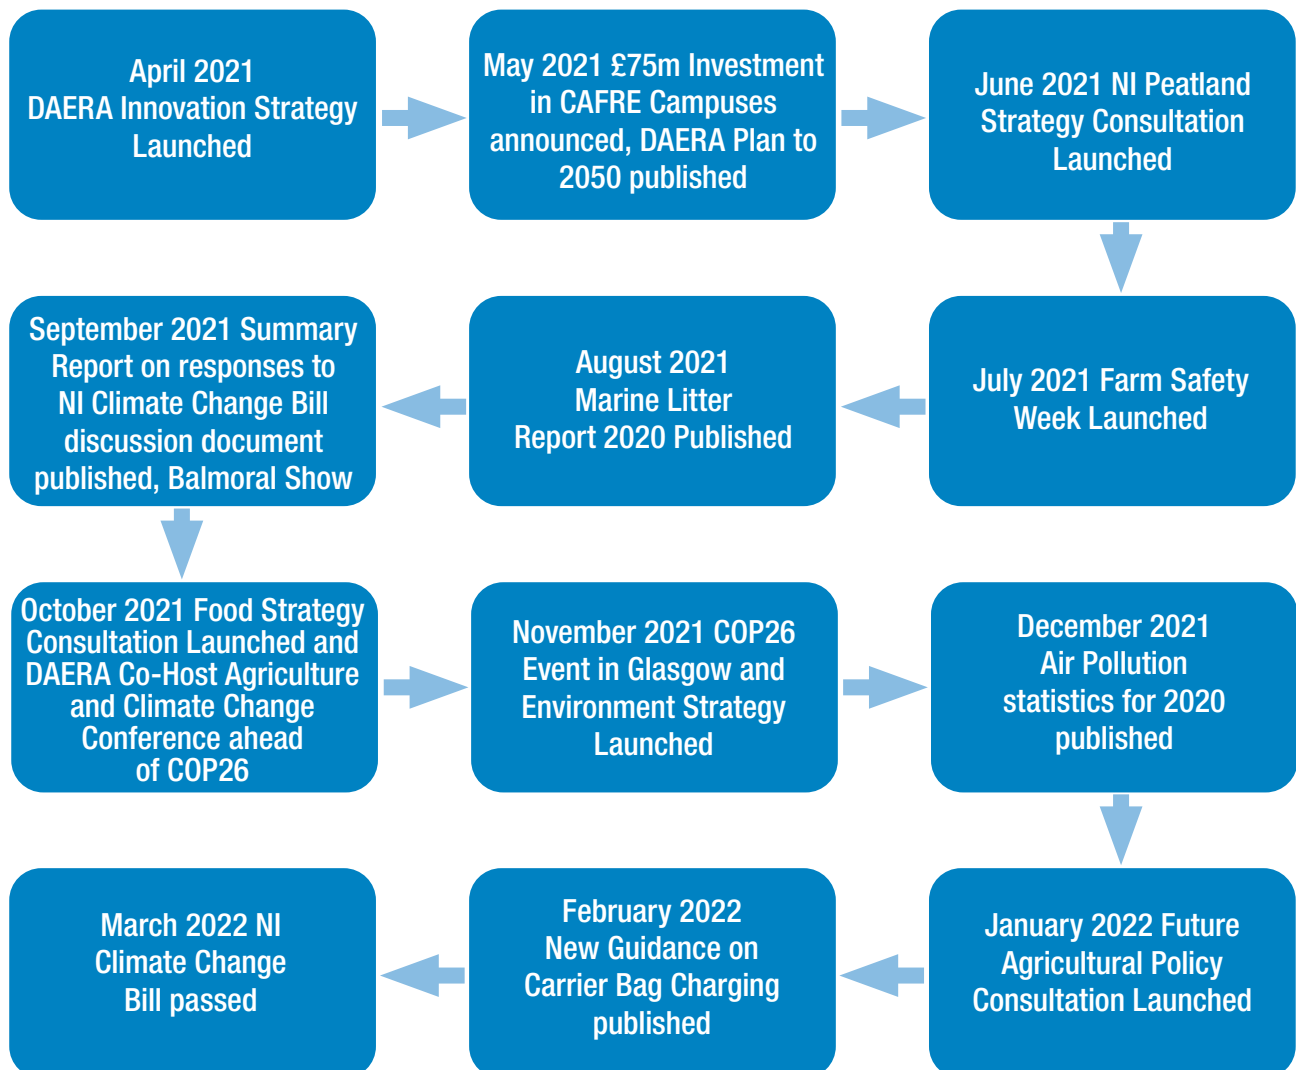 April 2021
DAERA Innovation Strategy
Launched
May 2021 £75m Investment
in CAFRE Campuses
announced, DAERA Plan to
2050 published
June 2021 NI Peatland
Strategy Consultation
Launched
July 2021 Farm Safety
Week Launched
August 2021
Marine Litter
Report 2020 Published
September 2021 Summary
Report on responses to
NI Climate Change Bill
discussion document
published, Balmoral Show
October 2021 Food Strategy
Consultation Launched and
DAERA Co-Host Agriculture
and Climate Change
Conference ahead
of COP26
November 2021 COP26
Event in Glasgow and
Environment Strategy
Launched
December 2021
Air Pollution
statistics for 2020
published
January 2022 Future
Agricultural Policy
Consultation Launched
February 2022
New Guidance on
Carrier Bag Charging
published
March 2022 NI
Climate Change
Bill passed